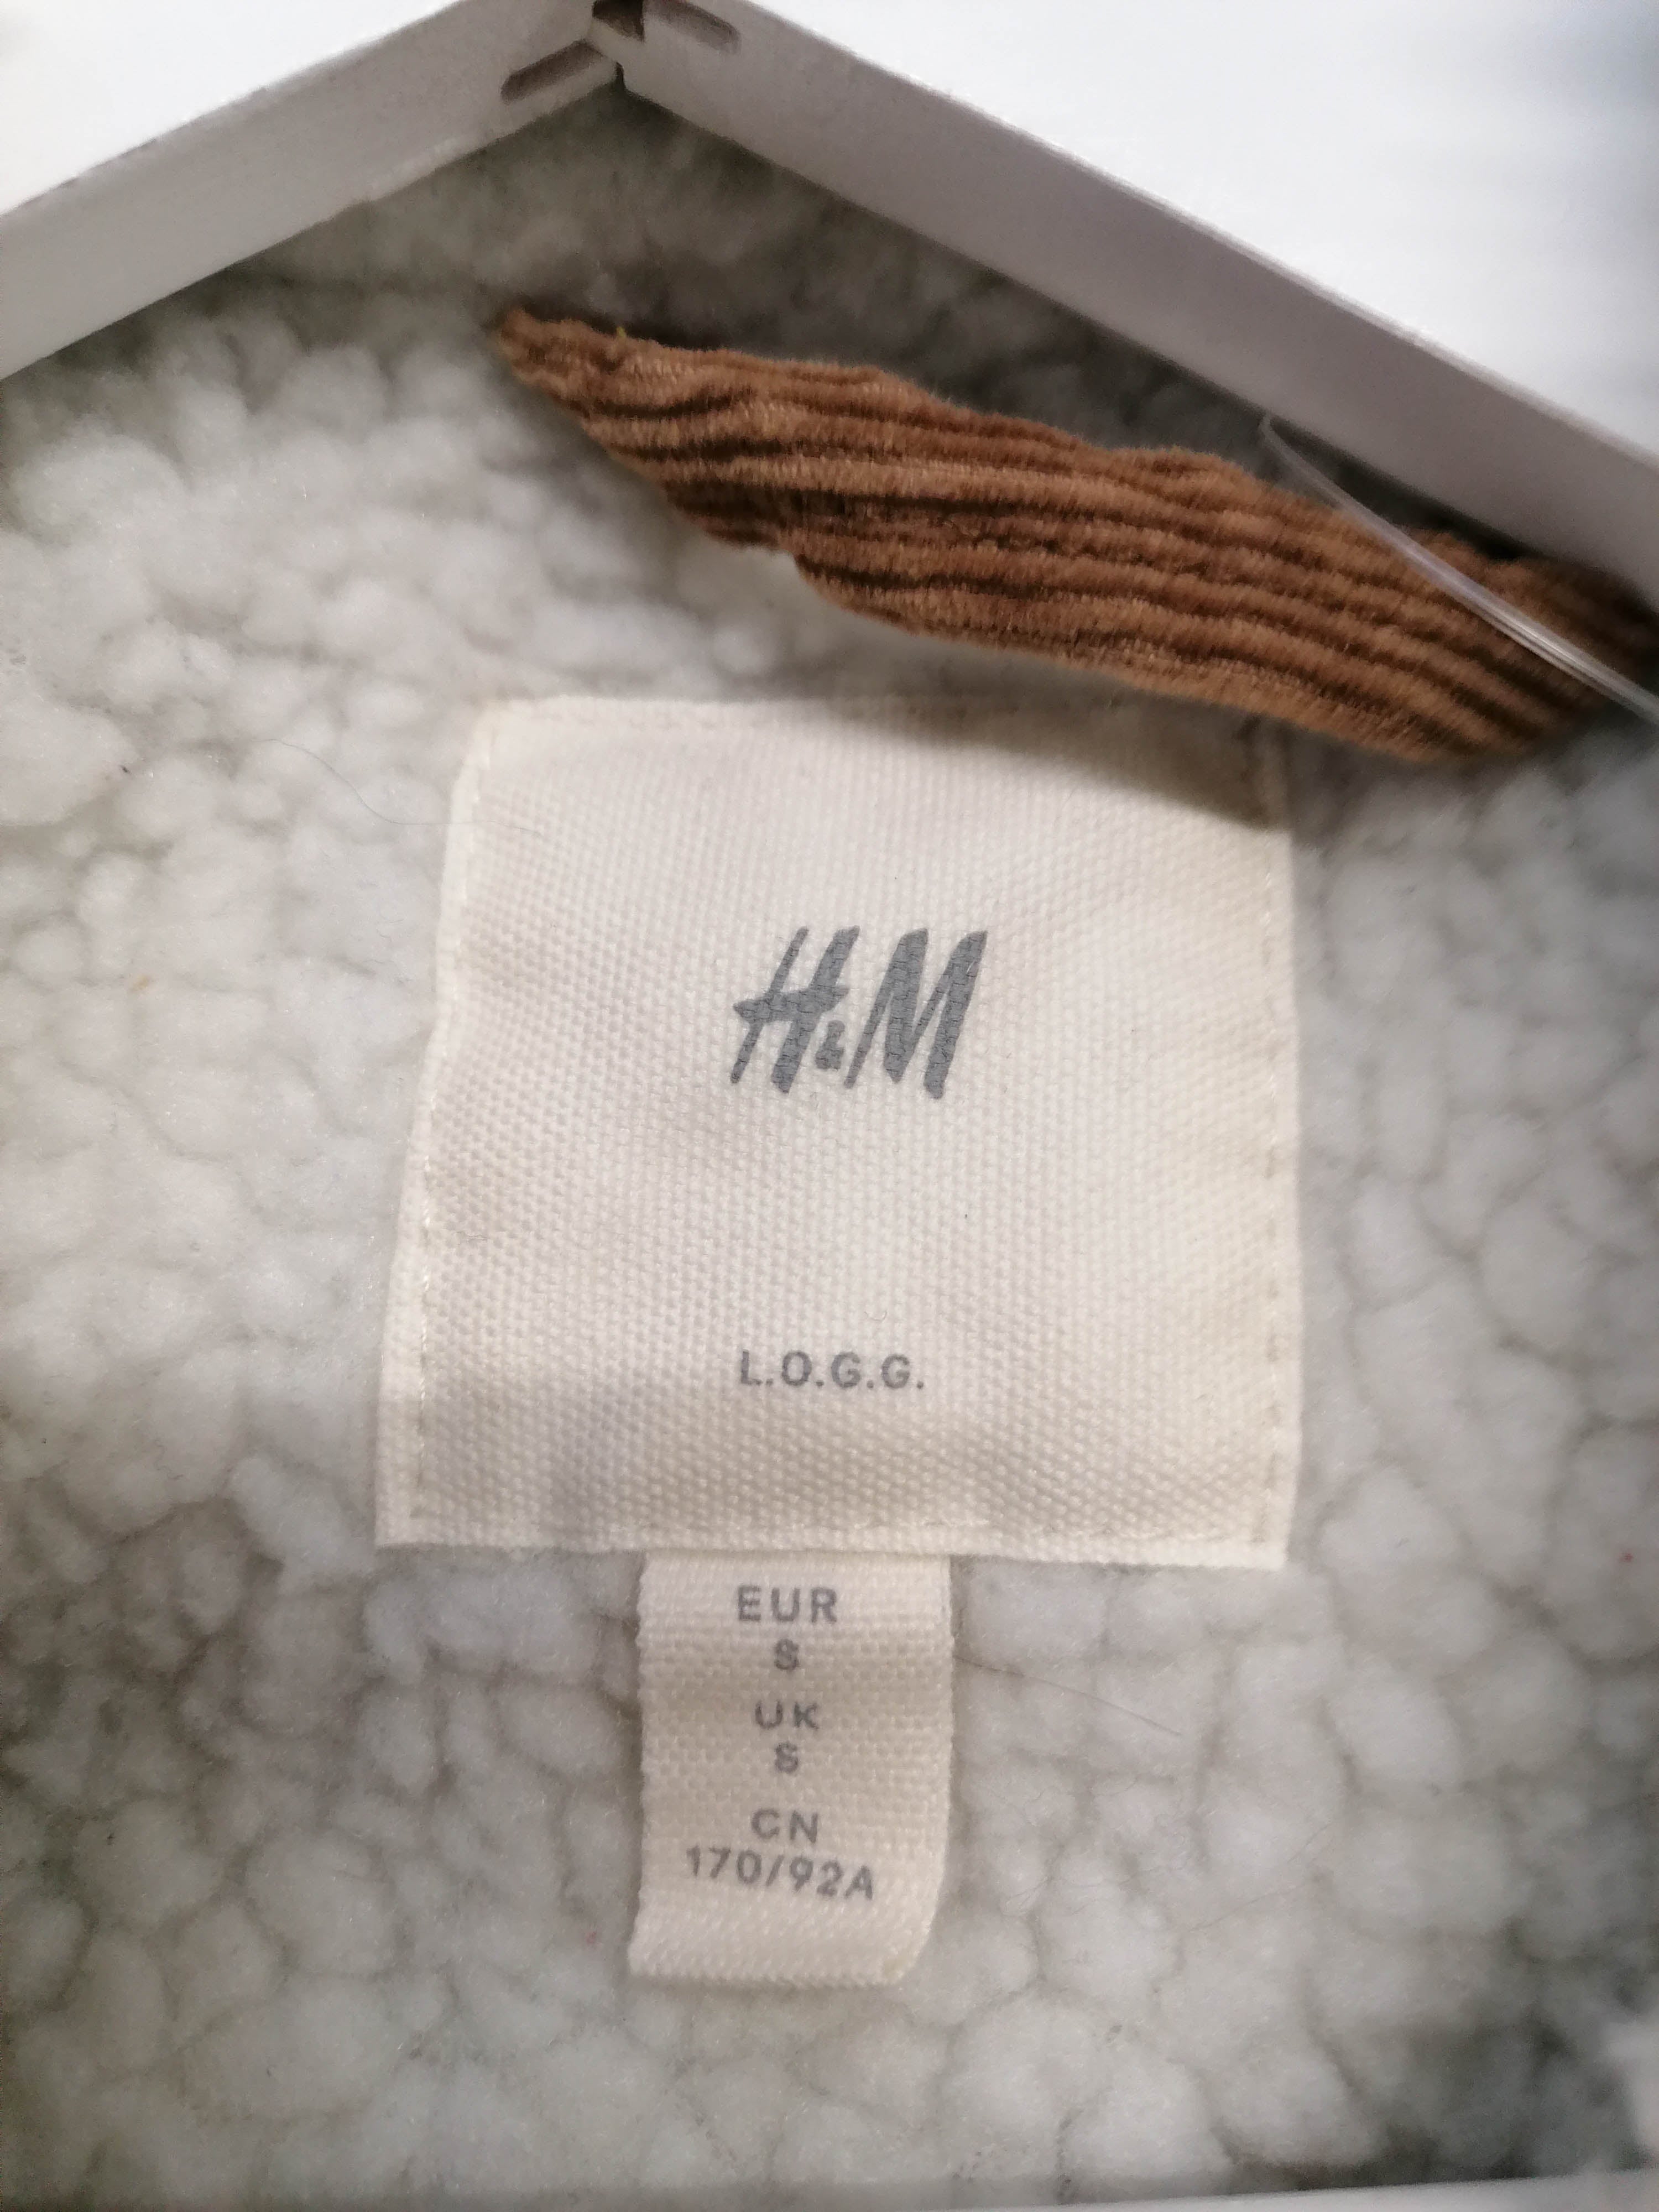 H&M
L.O.G.G.
EUR
S
UK
S
CN
170/92A